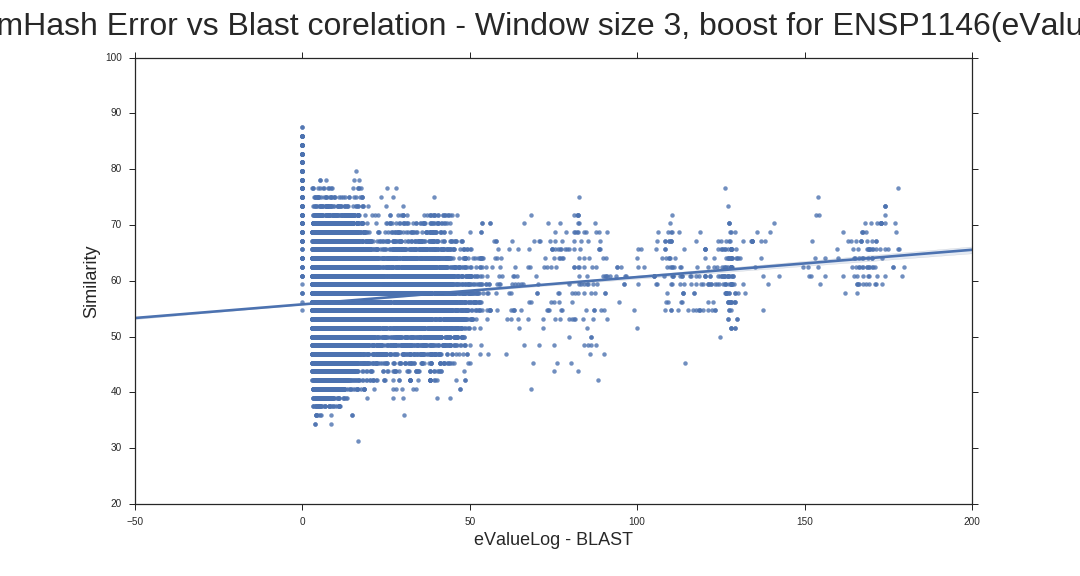 mHash Error vs Blast corelation - Window size 3, boost for ENSP1146(eValu
100
90
80
70
60
50
40
30
20
Similarity
−50 0 50 100 150 200
eValueLog - BLAST